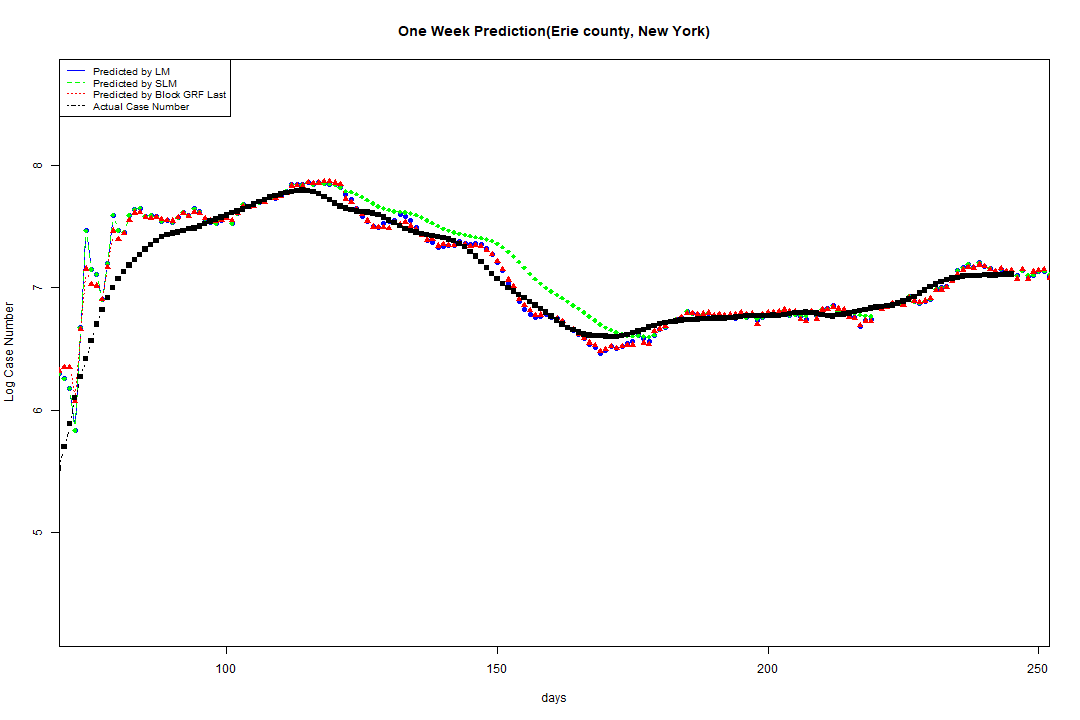 One Week Prediction(Erie county, New York)
Predicted by LM
Predicted by SLM
Predicted by Block GRF Last
Actual Case Number
8
7
6
5
Log Case Number
100 150 200 250
days